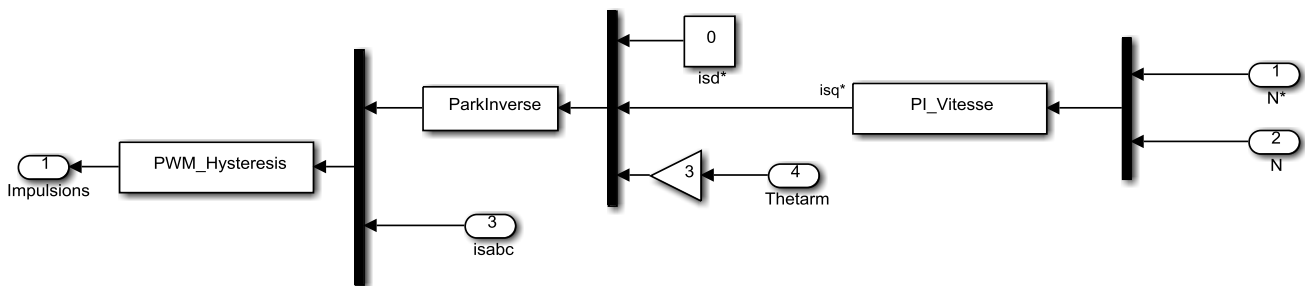 0
isd*
1
N*
isq*
PI_Vitesse
ParkInverse
2
N
PWM_Hysteresis
1
Impulsions
3
4
Thetarm
3
isabc